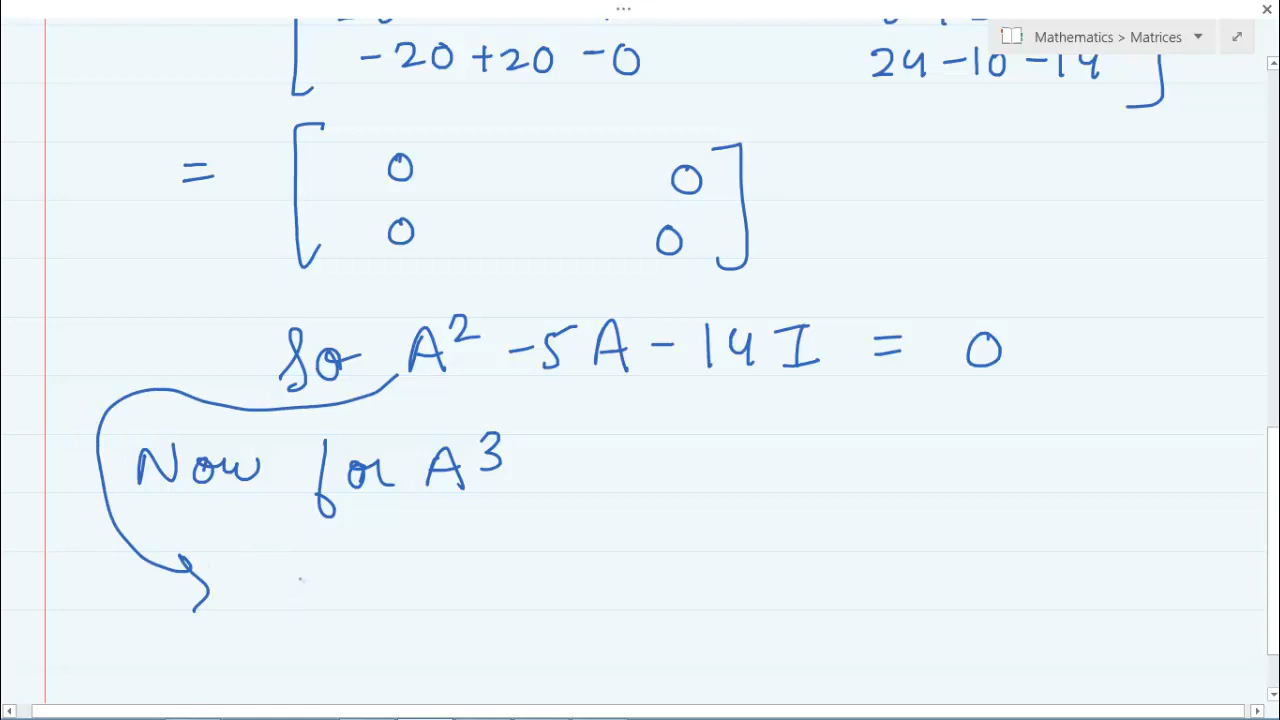 Mathematics > Matrices
-20 +20 -0 24 -10 -14
= [ 0 0
0 0 ]
So A² - 5A - 14I = 0
Now for A³